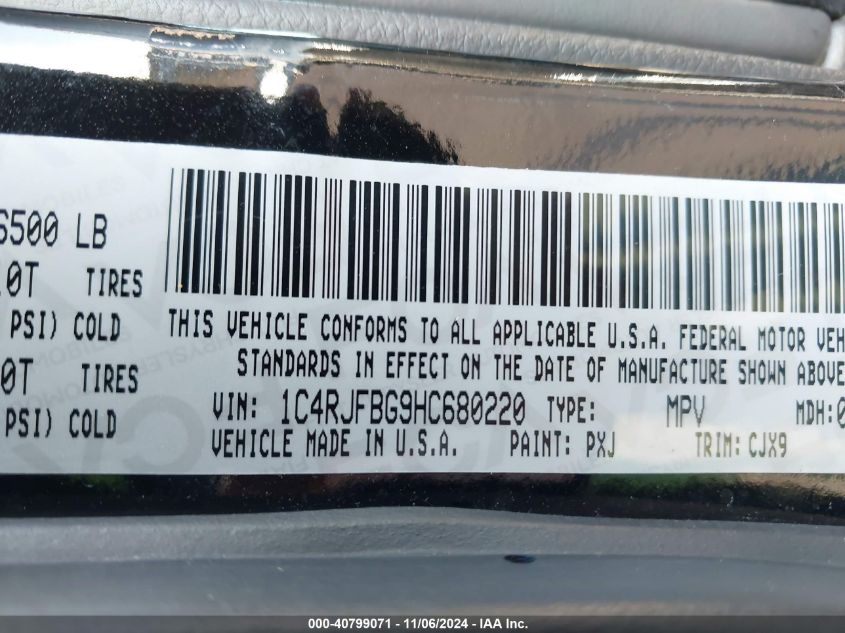 6500 LB
0T TIRES
PSI) COLD
0T TIRES
PSI) COLD
THIS VEHICLE CONFORMS TO ALL APPLICABLE U.S.A. FEDERAL MOTOR VEH
STANDARDS IN EFFECT ON THE DATE OF MANUFACTURE SHOWN ABOVE
VIN: 1C4RJFBG9HC680220 TYPE: MPV MDH:0
VEHICLE MADE IN U.S.A. PAINT: PXJ TRIM: CJX9
000-40799071 - 11/06/2024 - IAA Inc.